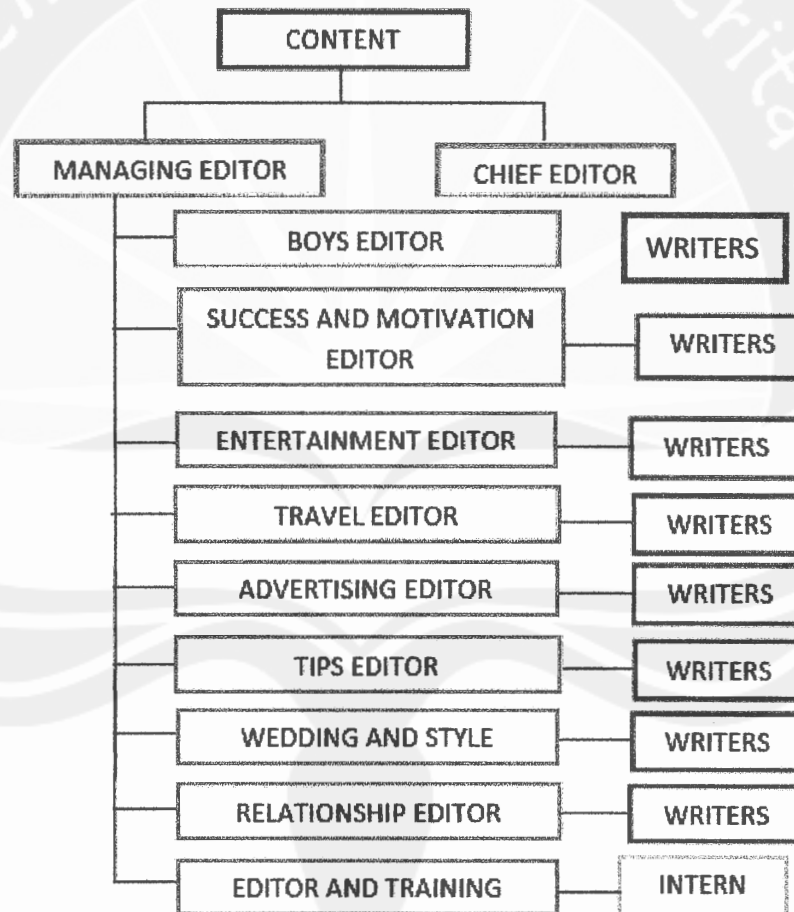 CONTENT
MANAGING EDITOR
CHIEF EDITOR
BOYS EDITOR
WRITERS
SUCCESS AND MOTIVATION
EDITOR
WRITERS
ENTERTAINMENT EDITOR
WRITERS
TRAVEL EDITOR
WRITERS
ADVERTISING EDITOR
WRITERS
TIPS EDITOR
WRITERS
WEDDING AND STYLE
WRITERS
RELATIONSHIP EDITOR
WRITERS
EDITOR AND TRAINING
INTERN